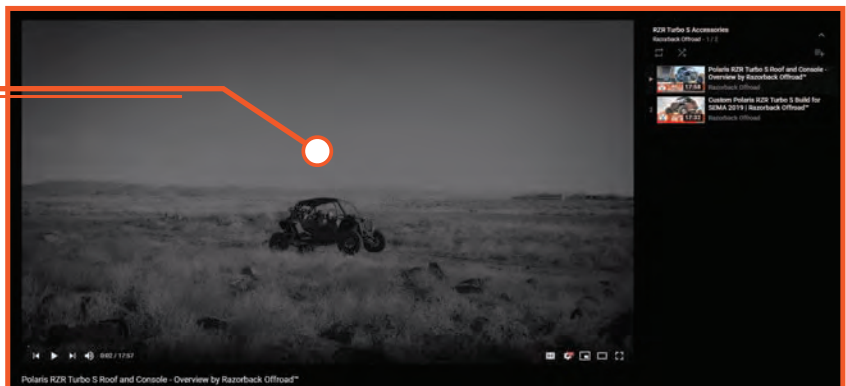 RZR Turbo S Accessories
Razorback Offroad - 1 / 2
Polaris RZR Turbo S Roof and Console -
Overview by Razorback Offroad™
Razorback Offroad
17:58
Custom Polaris RZR Turbo S Build for
SEMA 2019 | Razorback Offroad™
Razorback Offroad
17:32
0:02 / 17:57
Polaris RZR Turbo S Roof and Console - Overview by Razorback Offroad™